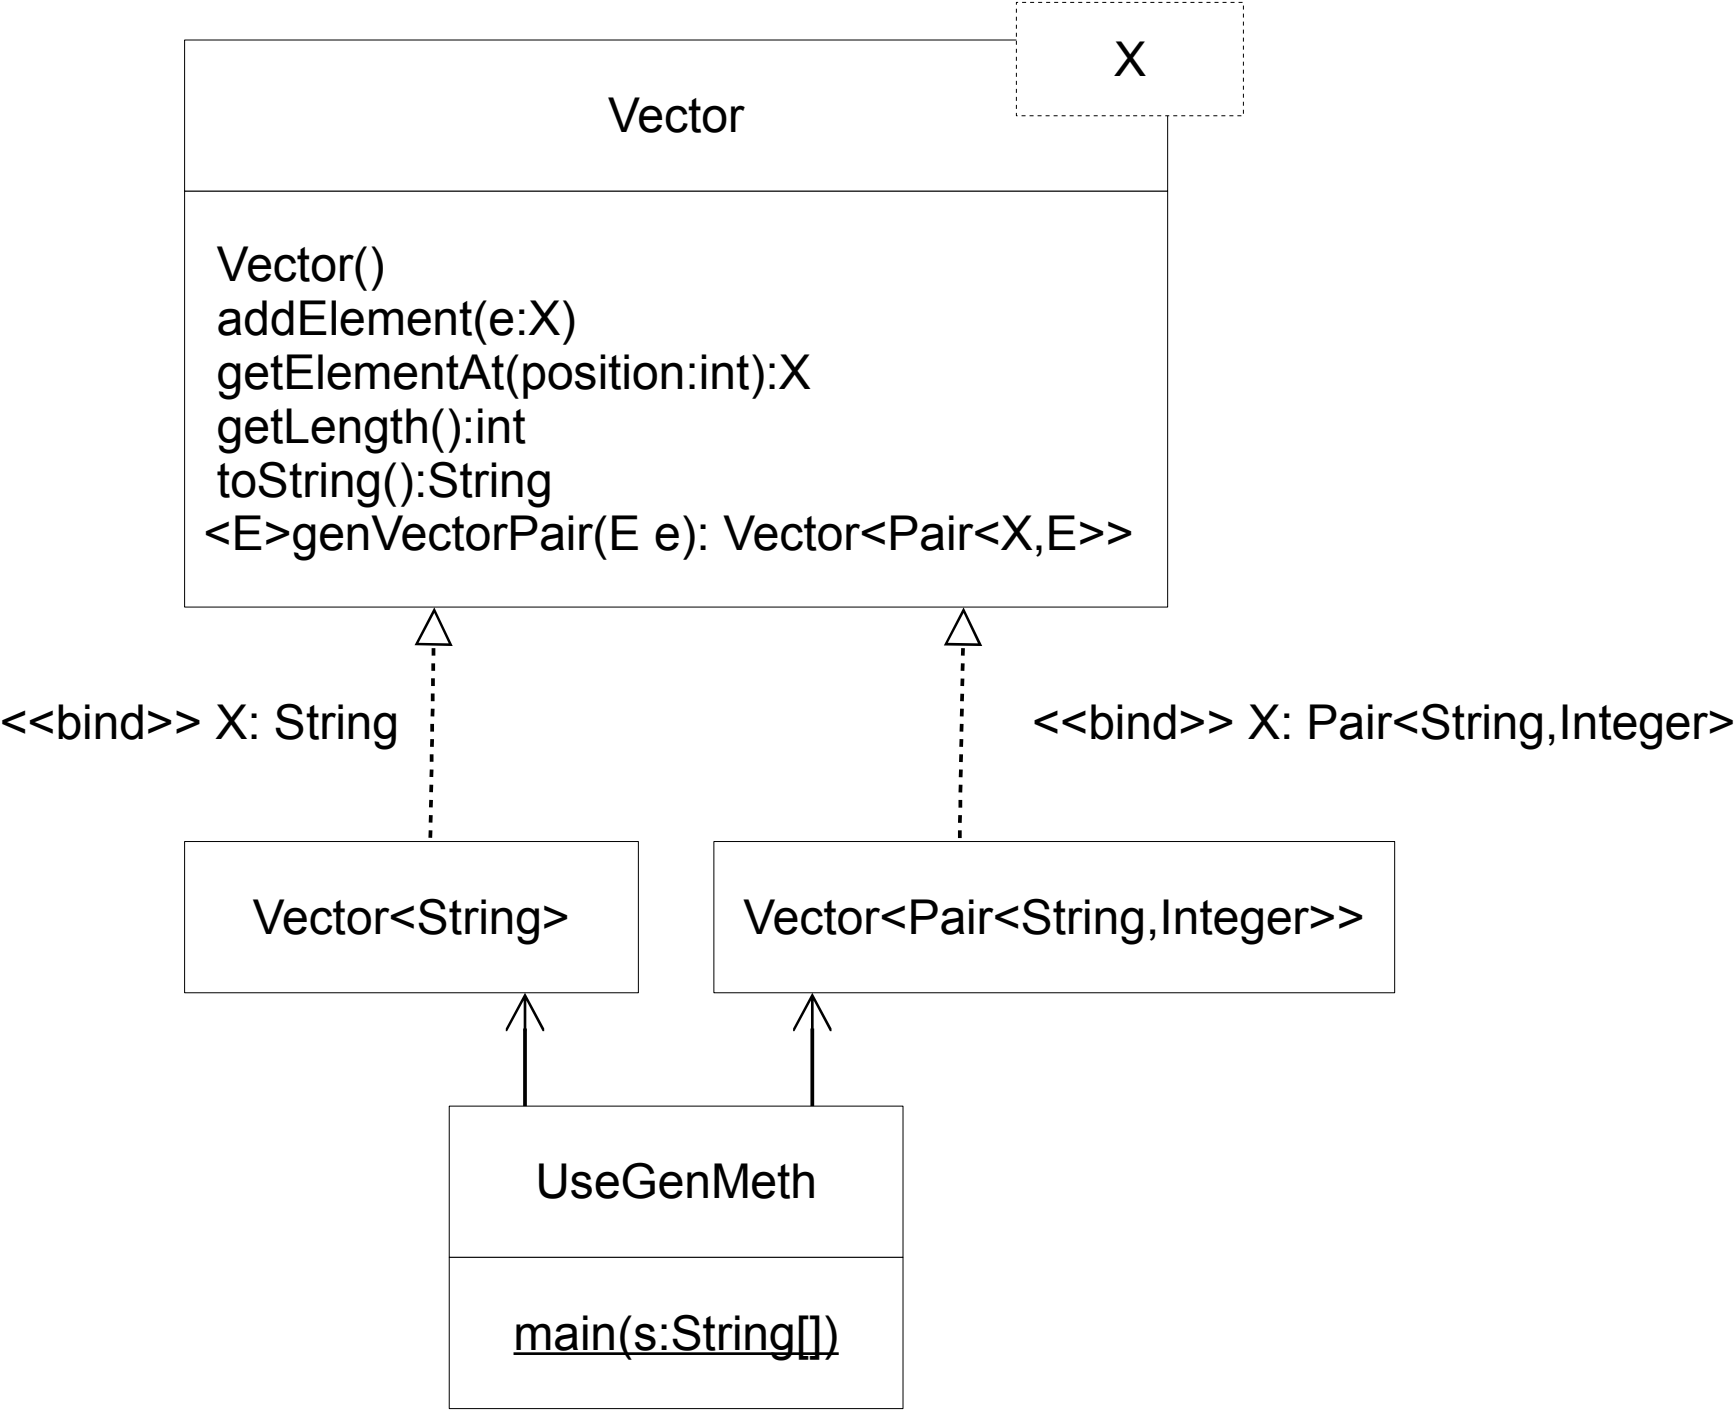 X
Vector
Vector()
addElement(e:X)
getElementAt(position:int):X
getLength():int
toString():String
<E>genVectorPair(E e): Vector<Pair<X,E>>
<<bind>> X: String
<<bind>> X: Pair<String,Integer>
Vector<String>
Vector<Pair<String,Integer>>
UseGenMeth
main(s:String[])